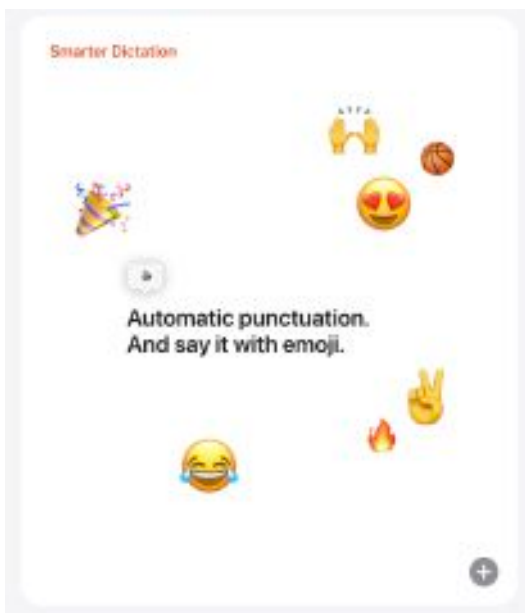 Smarter Dictation
Automatic punctuation.
And say it with emoji.